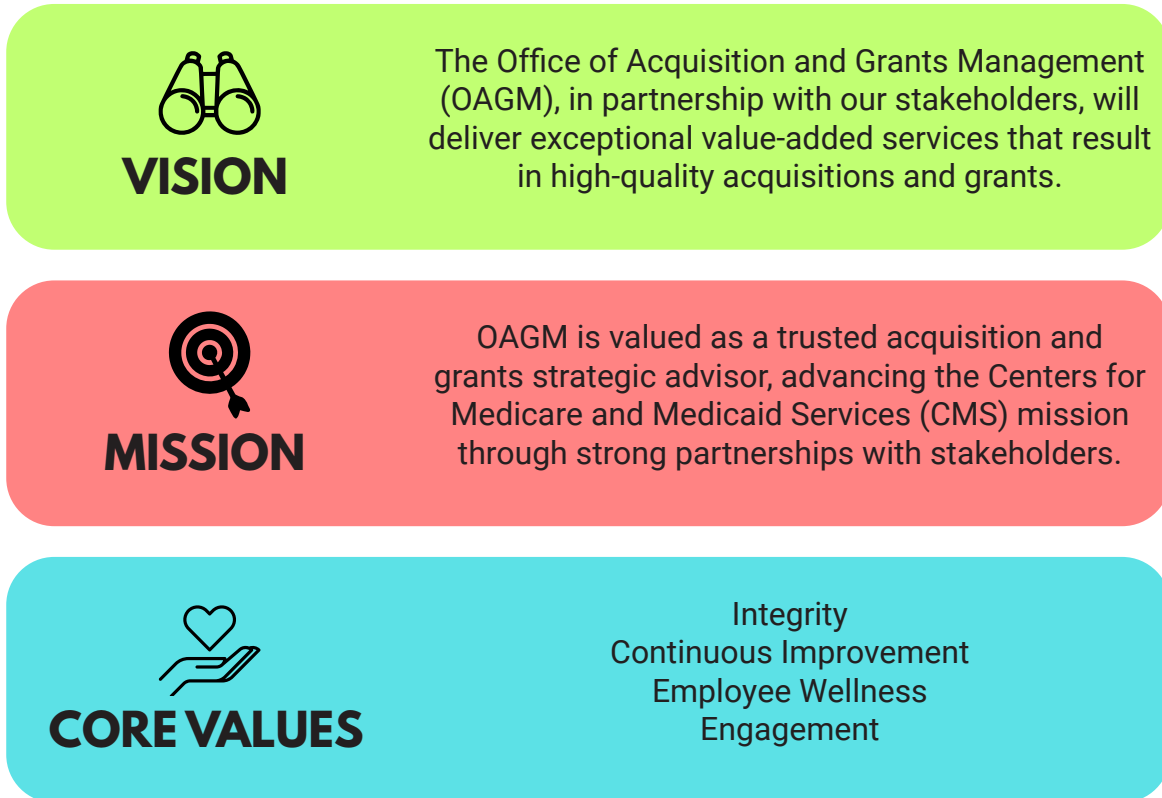 VISION
The Office of Acquisition and Grants Management
(OAGM), in partnership with our stakeholders, will
deliver exceptional value-added services that result
in high-quality acquisitions and grants.
MISSION
OAGM is valued as a trusted acquisition and
grants strategic advisor, advancing the Centers for
Medicare and Medicaid Services (CMS) mission
through strong partnerships with stakeholders.
CORE VALUES
Integrity
Continuous Improvement
Employee Wellness
Engagement